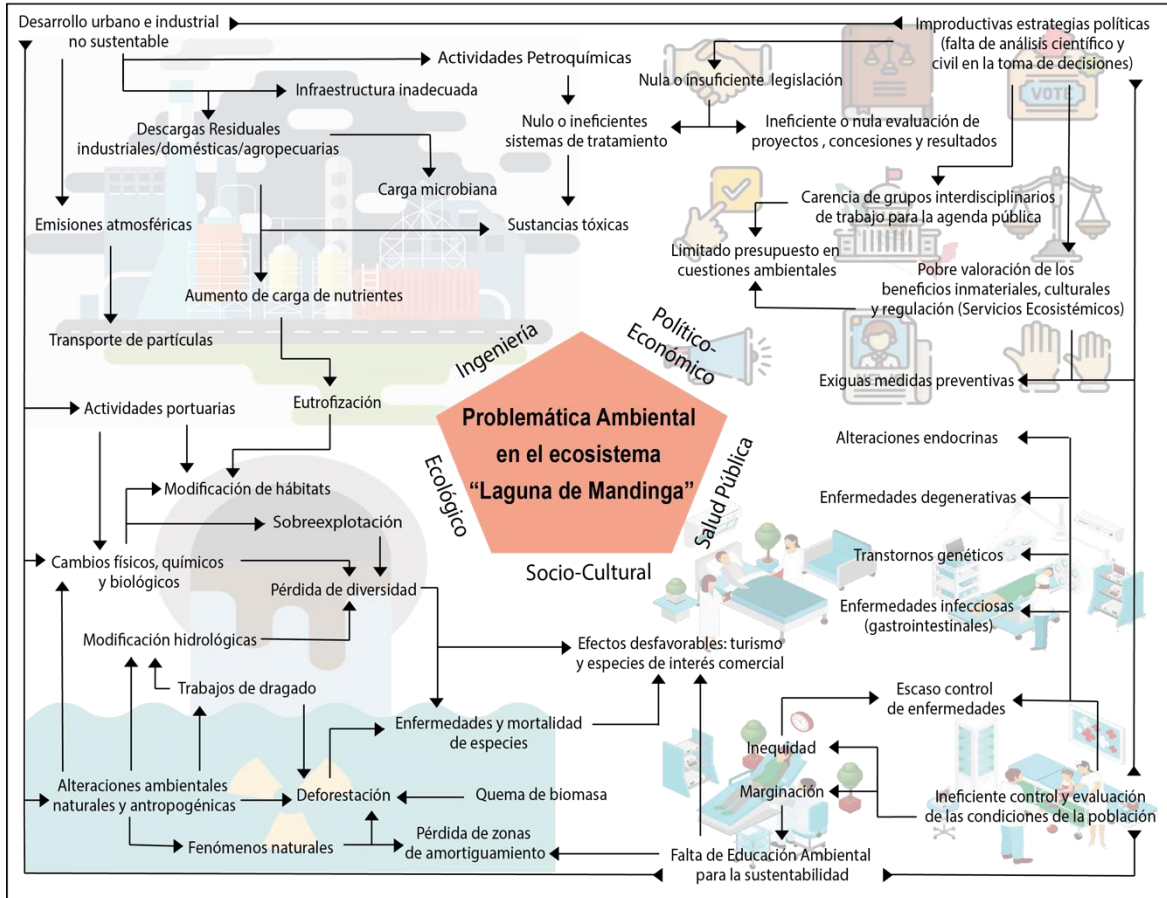 Desarrollo urbano e industrial
no sustentable
Actividades Petroquímicas
Infraestructura inadecuada
Descargas Residuales
industriales/domésticas/agropecuarias
Nulo o ineficientes
sistemas de tratamiento
Carga microbiana
Emisiones atmosféricas
Sustancias tóxicas
Aumento de carga de nutrientes
Transporte de partículas
Eutrofización
Improductivas estrategias políticas
(falta de análisis científico y
civil en la toma de decisiones)
VOTE
Nula o insuficiente legislación
Ineficiente o nula evaluación de
proyectos , concesiones y resultados
Carencia de grupos interdisciplinarios
de trabajo para la agenda pública
Limitado presupuesto en
cuestiones ambientales
Pobre valoración de los
beneficios inmateriales, culturales
y regulación (Servicios Ecosistémicos)
NEWS
Exiguas medidas preventivas
Ingeniería
Político-
Económico
Ecológico
Salud Pública
Socio-Cultural
Problemática Ambiental
en el ecosistema
“Laguna de Mandinga”
Actividades portuarias
Modificación de hábitats
Sobreexplotación
Cambios físicos, químicos
y biológicos
Pérdida de diversidad
Modificación hidrológicas
Trabajos de dragado
Enfermedades y mortalidad
de especies
Alteraciones ambientales
naturales y antropogénicas
Deforestación
Quema de biomasa
Fenómenos naturales
Pérdida de zonas
de amortiguamiento
Alteraciones endocrinas
Enfermedades degenerativas
Transtornos genéticos
Enfermedades infecciosas
(gastrointestinales)
Efectos desfavorables: turismo
y especies de interés comercial
Escaso control
de enfermedades
Inequidad
Marginación
Ineficiente control y evaluación
de las condiciones de la población
Falta de Educación Ambiental
para la sustentabilidad